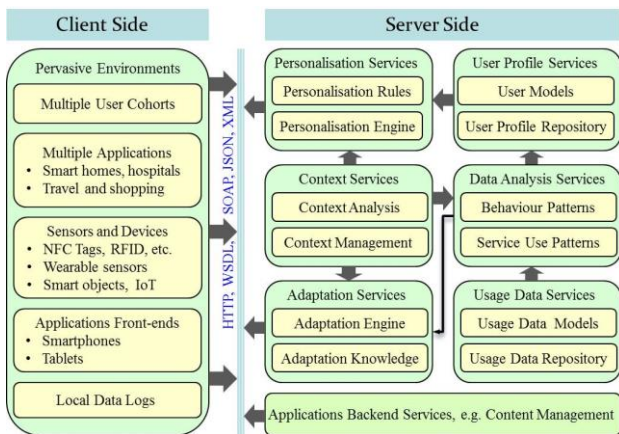 Client Side
Server Side
Pervasive Environments
Multiple User Cohorts
Multiple Applications
• Smart homes, hospitals
• Travel and shopping
Sensors and Devices
• NFC Tags, RFID, etc.
• Wearable sensors
• Smart objects, IoT
Applications Front-ends
• Smartphones
• Tablets
Local Data Logs
HTTP, WSDL, SOAP, JSON, XML
Personalisation Services
Personalisation Rules
Personalisation Engine
User Profile Services
User Models
User Profile Repository
Context Services
Context Analysis
Context Management
Data Analysis Services
Behaviour Patterns
Service Use Patterns
Adaptation Services
Adaptation Engine
Adaptation Knowledge
Usage Data Services
Usage Data Models
Usage Data Repository
Applications Backend Services, e.g. Content Management